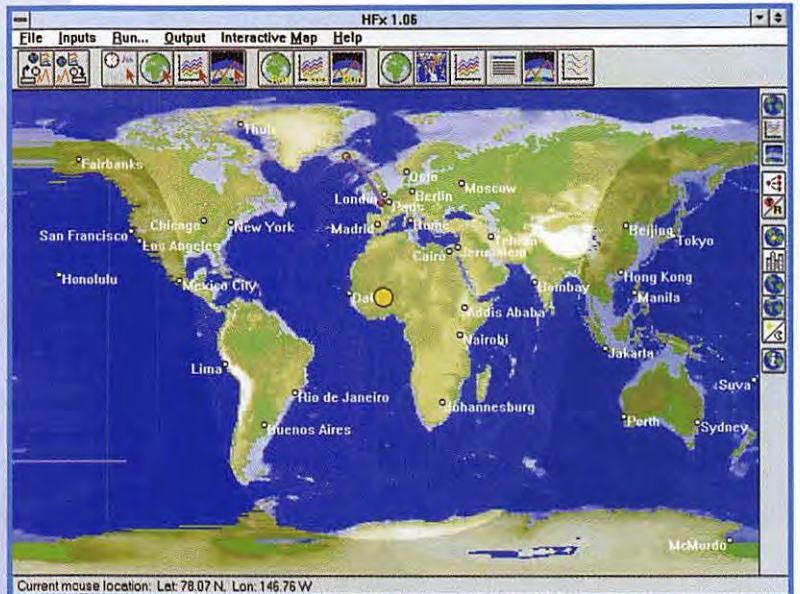 HFx 1.06
File Inputs Run... Output Interactive Map Help
Thule
Fairbanks
Oslo
Moscow
London
Berlin
Paris
Chicago
New York
Madrid
Rome
San Francisco
Los Angeles
Tehran
Beijing
Tokyo
Cairo
Jerusalem
Honolulu
Mexico City
Bombay
Hong Kong
Manila
Addis Ababa
Nairobi
Lima
Jakarta
Suva
Rio de Janeiro
Johannesburg
Buenos Aires
Perth
Sydney
McMurdo
Current mouse location: Lat: 78.07 N, Lon: 146.76 W